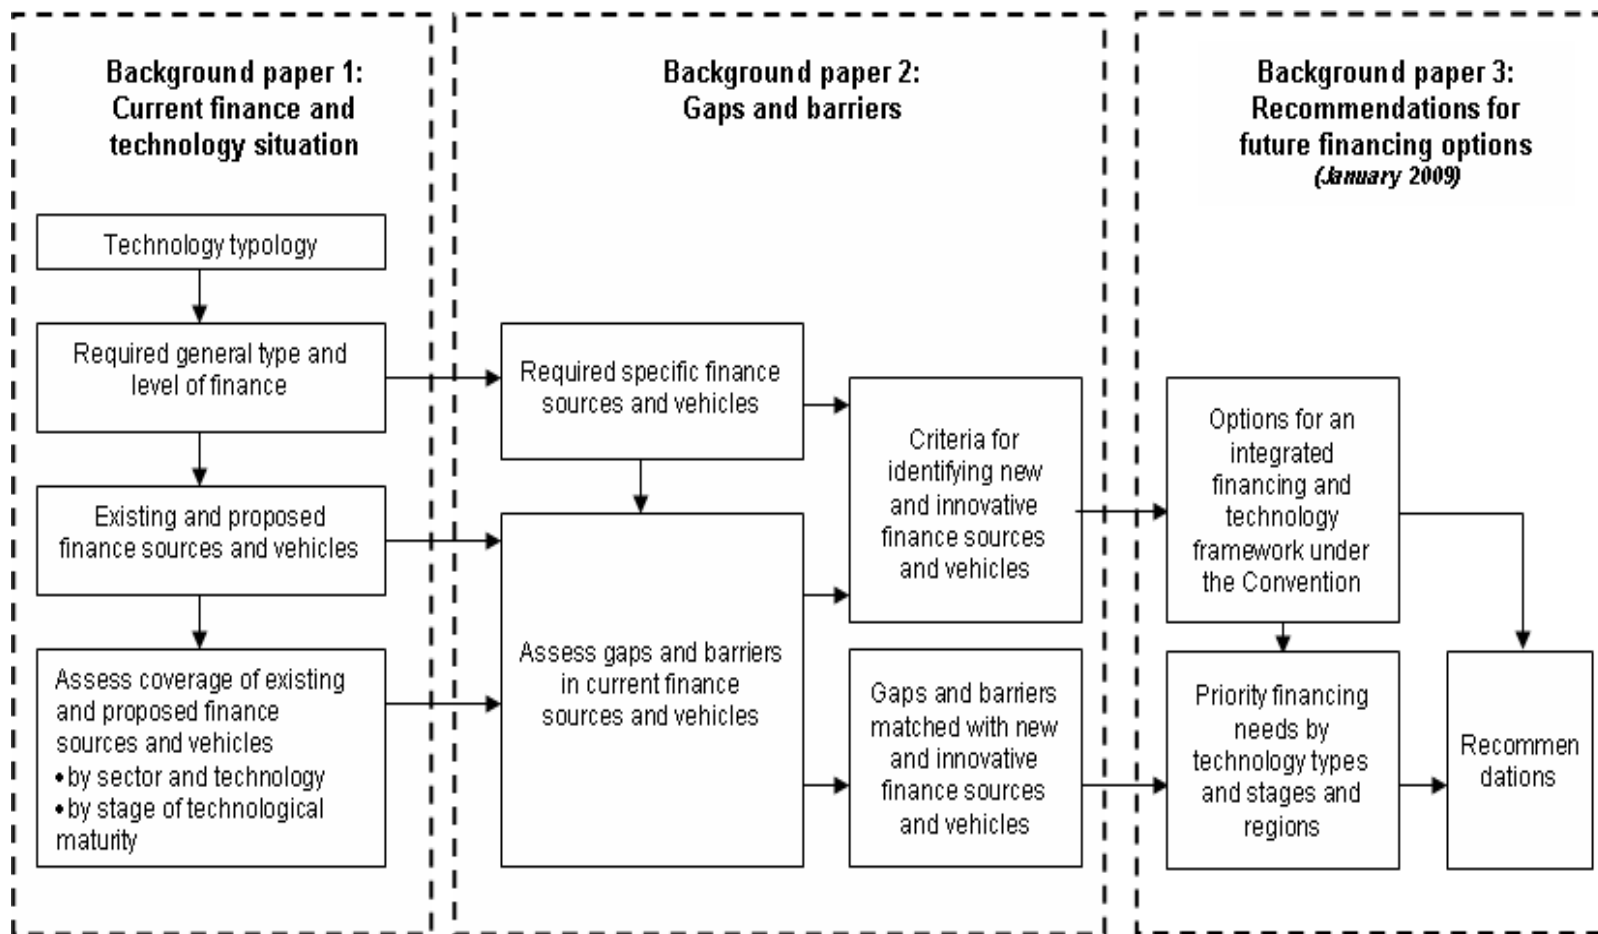 Background paper 1:
Current finance and
technology situation
Technology typology
Required general type and
level of finance
Existing and proposed
finance sources and vehicles
Assess coverage of existing
and proposed finance
sources and vehicles
•by sector and technology
•by stage of technological
maturity
Background paper 2:
Gaps and barriers
Required specific finance
sources and vehicles
Assess gaps and barriers
in current finance
sources and vehicles
Criteria for
identifying new
and innovative
finance sources
and vehicles
Gaps and barriers
matched with new
and innovative
finance sources
and vehicles
Background paper 3:
Recommendations for
future financing options
(January 2009)
Options for an
integrated
financing and
technology
framework under
the Convention
Priority financing
needs by
technology types
and stages and
regions
Recommen
dations